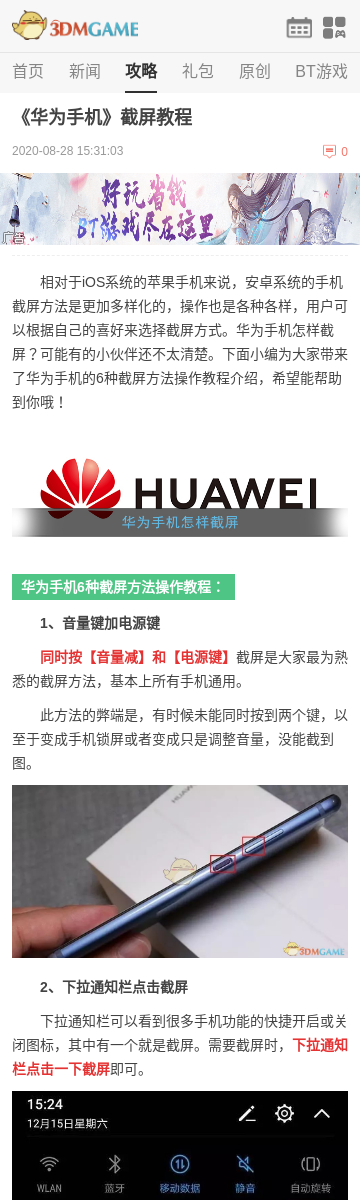 3DMGAME
首页 新闻 攻略 礼包 原创 BT游戏
《华为手机》截屏教程
2020-08-28 15:31:03 0
好玩省钱
BT游戏尽在这里
广告
相对于iOS系统的苹果手机来说，安卓系统的手机
截屏方法是更加多样化的，操作也是各种各样，用户可
以根据自己的喜好来选择截屏方式。华为手机怎样截
屏？可能有的小伙伴还不太清楚。下面小编为大家带来
了华为手机的6种截屏方法操作教程介绍，希望能帮助
到你哦！
HUAWEI
华为手机怎样截屏
华为手机6种截屏方法操作教程：
1、音量键加电源键
同时按【音量减】和【电源键】截屏是大家最为熟
悉的截屏方法，基本上所有手机通用。
此方法的弊端是，有时候未能同时按到两个键，以
至于变成手机锁屏或者变成只是调整音量，没能截到
图。
3DMGAME
2、下拉通知栏点击截屏
下拉通知栏可以看到很多手机功能的快捷开启或关
闭图标，其中有一个就是截屏。需要截屏时，下拉通知
栏点击一下截屏即可。
15:24
12月15日星期六
WLAN 蓝牙 移动数据 静音 自动旋转